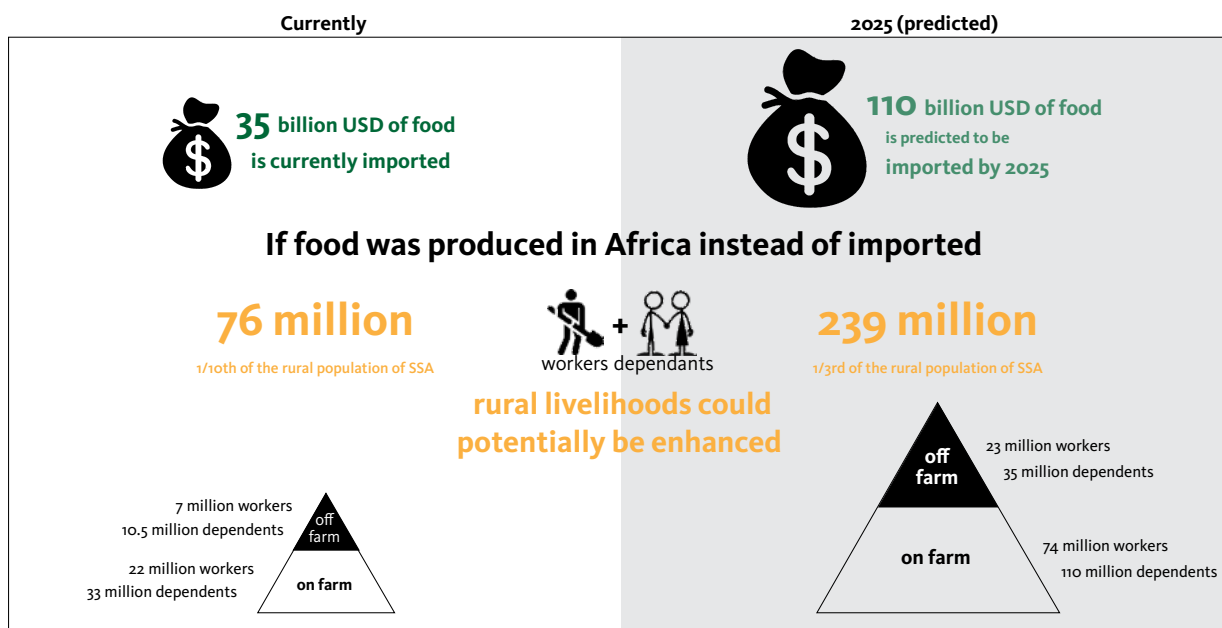 Currently
2025 (predicted)
$
35 billion USD of food
is currently imported
$
110 billion USD of food
is predicted to be
imported by 2025
If food was produced in Africa instead of imported
76 million
1/10th of the rural population of SSA
+
workers dependants
239 million
1/3rd of the rural population of SSA
rural livelihoods could
potentially be enhanced
7 million workers
10.5 million dependents
off
farm
22 million workers
33 million dependents
on farm
off
farm
23 million workers
35 million dependents
on farm
74 million workers
110 million dependents